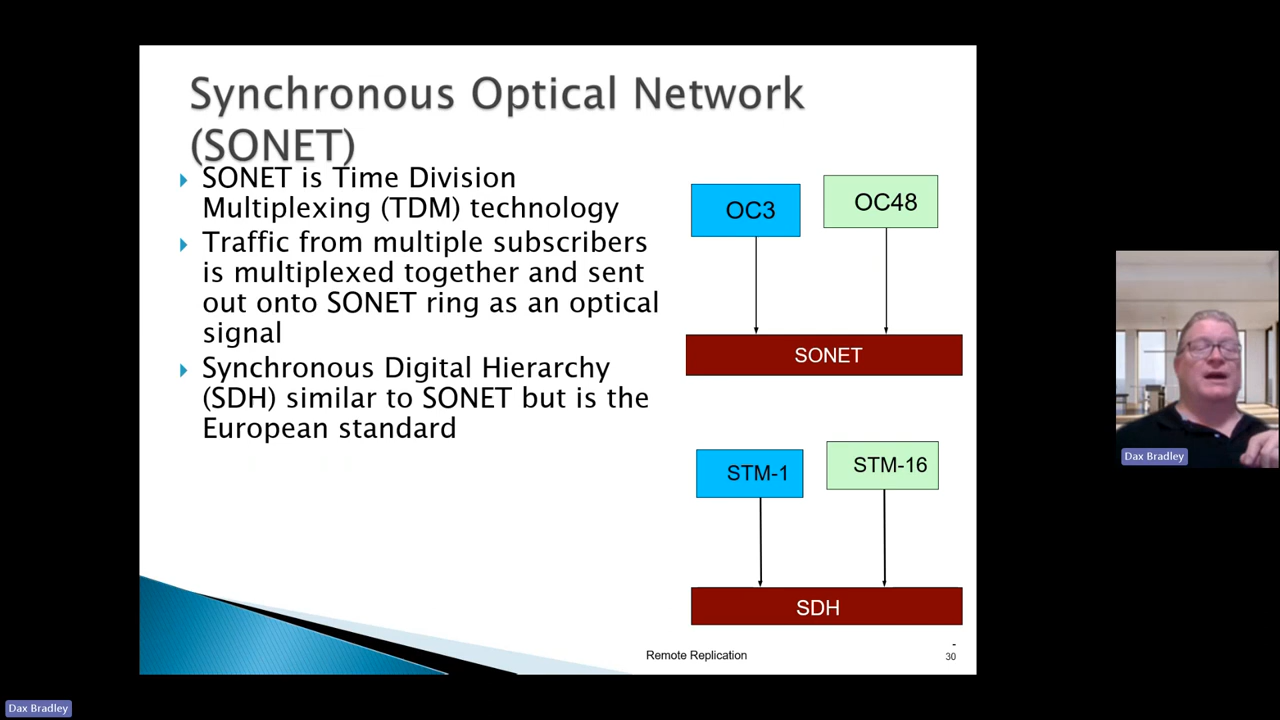 Synchronous Optical Network
(SONET)
SONET is Time Division
Multiplexing (TDM) technology
Traffic from multiple subscribers
is multiplexed together and sent
out onto SONET ring as an optical
signal
Synchronous Digital Hierarchy
(SDH) similar to SONET but is the
European standard
OC3
OC48
SONET
STM-1
STM-16
SDH
Remote Replication
-
30
Dax Bradley
Dax Bradley